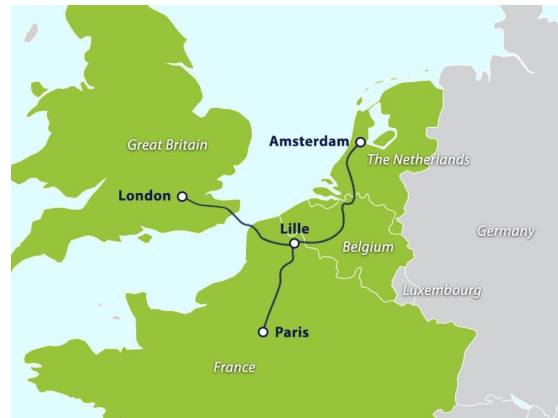 Great Britain
Amsterdam
The Netherlands
London
Lille
Belgium
Germany
Luxembourg
Paris
France